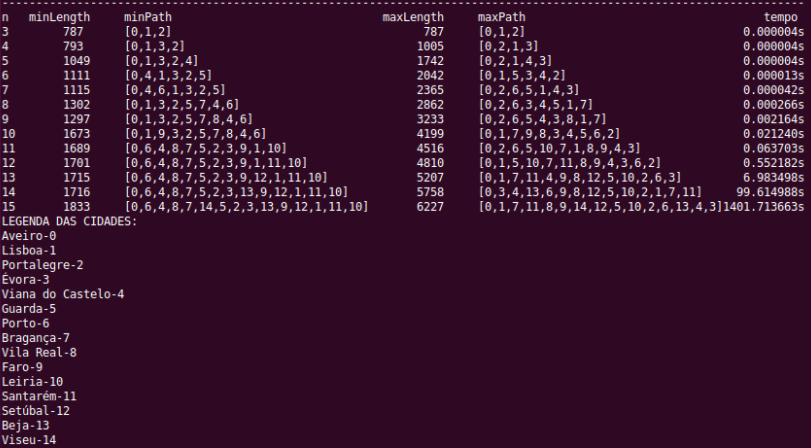 n minLength minPath maxLength maxPath tempo
3 787 [0,1,2] 787 [0,1,2] 0.000004s
4 793 [0,1,3,2] 1005 [0,2,1,3] 0.000004s
5 1049 [0,1,3,2,4] 1742 [0,2,1,4,3] 0.000004s
6 1111 [0,4,1,3,2,5] 2042 [0,1,5,3,4,2] 0.000013s
7 1115 [0,4,6,1,3,2,5] 2365 [0,2,6,5,1,4,3] 0.000042s
8 1302 [0,1,3,2,5,7,4,6] 2862 [0,2,6,3,4,5,1,7] 0.000266s
9 1297 [0,1,3,2,5,7,8,4,6] 3233 [0,2,6,5,4,3,8,1,7] 0.002164s
10 1673 [0,1,9,3,2,5,7,8,4,6] 4199 [0,1,7,9,8,3,4,5,6,2] 0.021240s
11 1689 [0,6,4,8,7,5,2,3,9,1,10] 4516 [0,2,6,5,10,7,1,8,9,4,3] 0.063703s
12 1701 [0,6,4,8,7,5,2,3,9,1,11,10] 4810 [0,1,5,10,7,11,8,9,4,3,6,2] 0.552182s
13 1715 [0,6,4,8,7,5,2,3,9,12,1,11,10] 5207 [0,1,7,11,4,9,8,12,5,10,2,6,3] 6.983498s
14 1716 [0,6,4,8,7,5,2,3,13,9,12,1,11,10] 5758 [0,3,4,13,6,9,8,12,5,10,2,1,7,11] 99.614988s
15 1833 [0,6,4,8,7,14,5,2,3,13,9,12,1,11,10] 6227 [0,1,7,11,8,9,14,12,5,10,2,6,13,4,3]1401.713663s
LEGENDA DAS CIDADES:
Aveiro-0
Lisboa-1
Portalegre-2
Évora-3
Viana do Castelo-4
Guarda-5
Porto-6
Bragança-7
Vila Real-8
Faro-9
Leiria-10
Santarém-11
Setúbal-12
Beja-13
Viseu-14